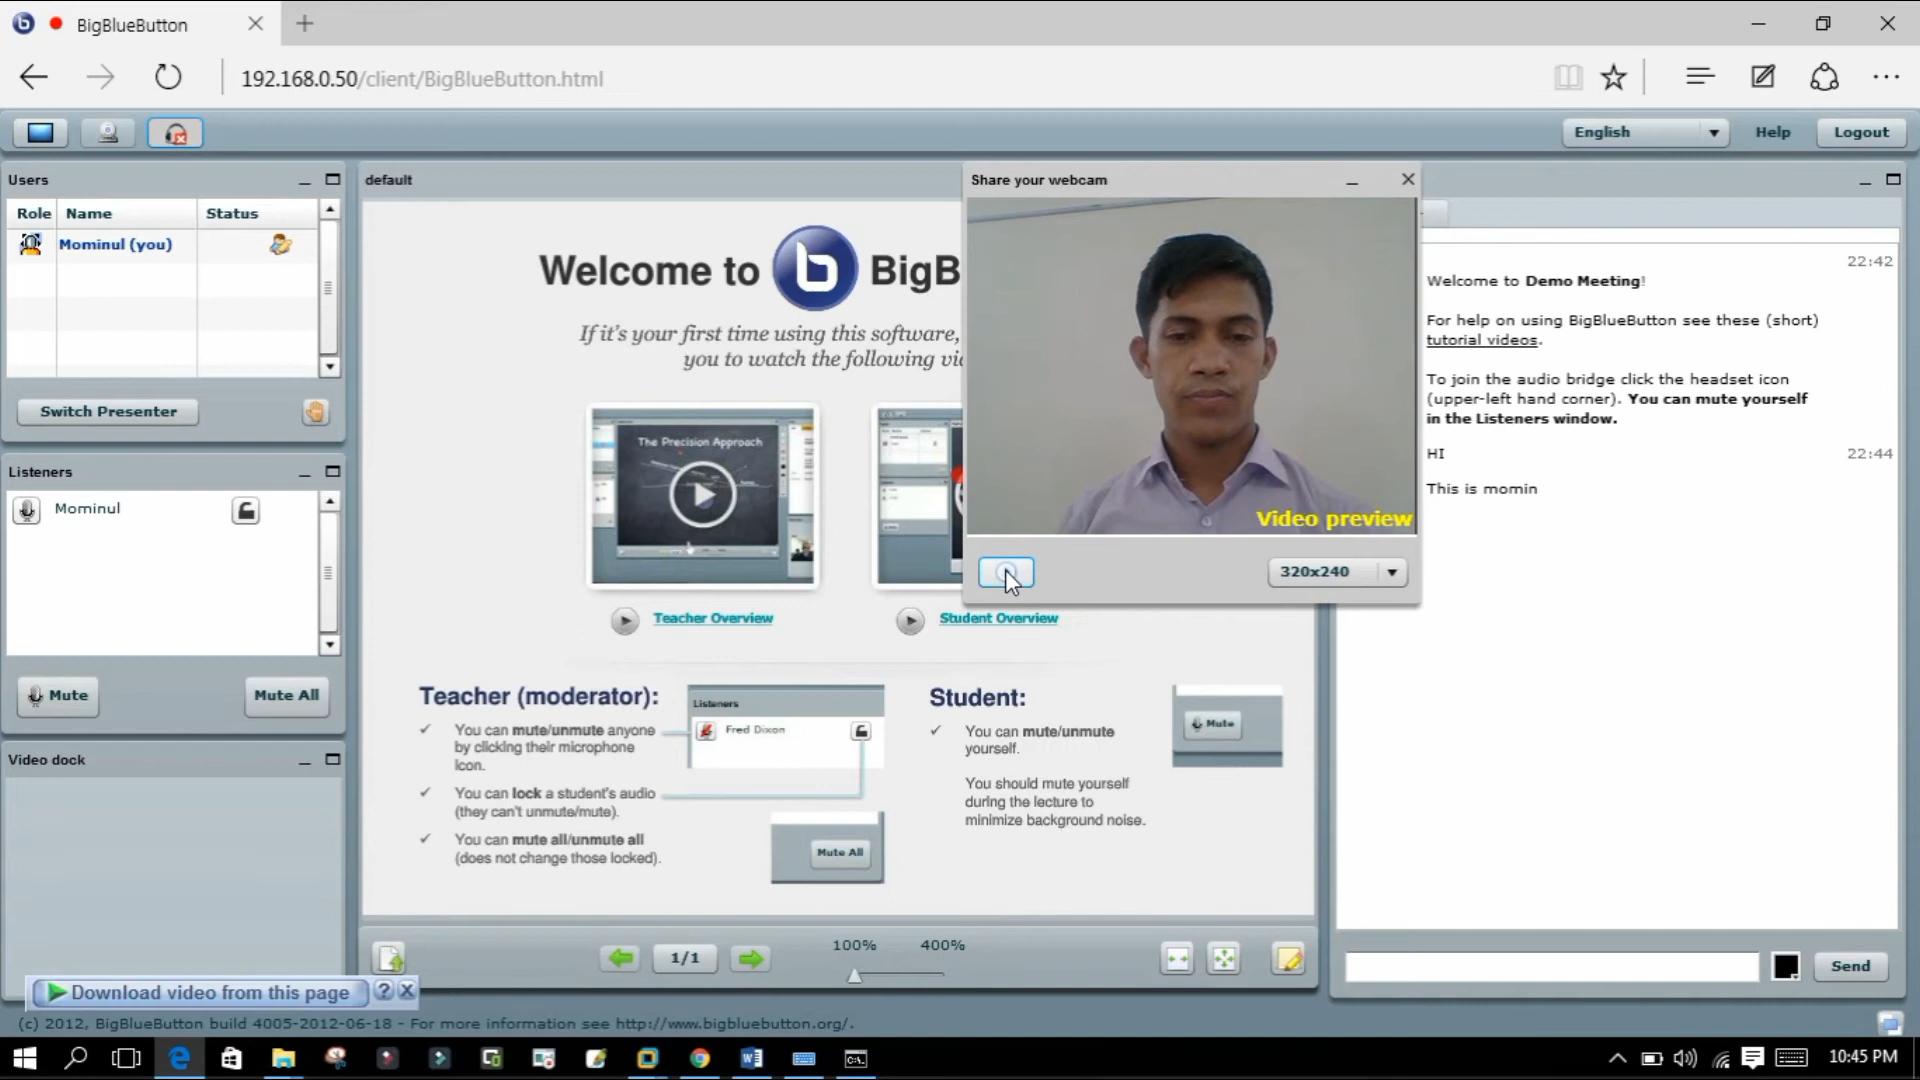 BigBlueButton
192.168.0.50/client/BigBlueButton.html
English
Help
Logout
Users
Role Name Status
Mominul (you)
Switch Presenter
Listeners
Mominul
Mute
Mute All
Video dock
default
Welcome to b BigB
If it's your first time using this software,
you to watch the following
The Precision Approach
Teacher Overview
Student Overview
Teacher (moderator):
✓ You can mute/unmute anyone
by clicking their microphone
icon.
✓ You can lock a student's audio
(they can't unmute/mute).
✓ You can mute all/unmute all
(does not change those locked).
Listeners
Fred Dixon
Mute All
Student:
✓ You can mute/unmute
yourself.
You should mute yourself
during the lecture to
minimize background noise.
Mute
1/1
100% 400%
Share your webcam
Video preview
320x240
22:42
Welcome to Demo Meeting!
For help on using BigBlueButton see these (short)
tutorial videos.
To join the audio bridge click the headset icon
(upper-left hand corner). You can mute yourself
in the Listeners window.
HI 22:44
This is momin
Send
Download video from this page
(c) 2012, BigBlueButton build 4005-2012-06-18 - For more information see http://www.bigbluebutton.org/.
10:45 PM